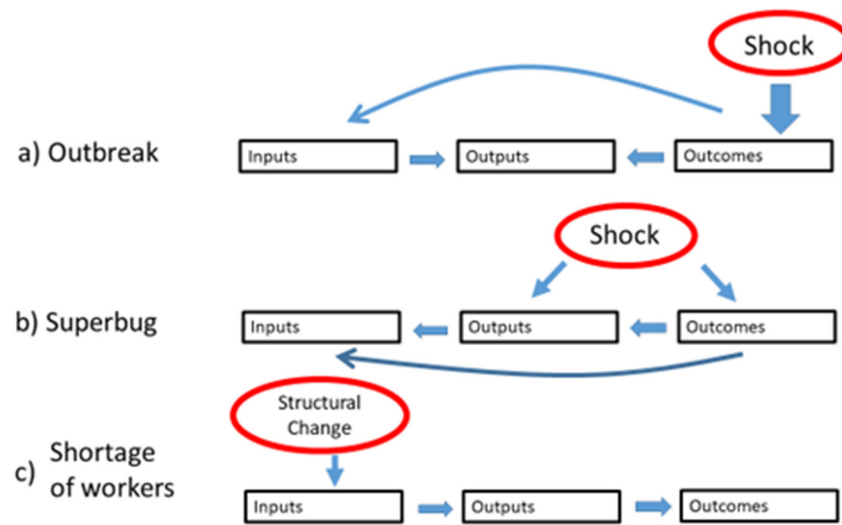 Shock
a) Outbreak
Inputs
Outputs
Outcomes
Shock
b) Superbug
Inputs
Outputs
Outcomes
Structural
Change
c) Shortage
of workers
Inputs
Outputs
Outcomes